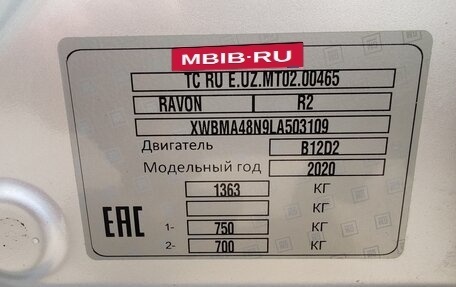 MBIB-RU
TC RU E.UZ.MT02.00465
RAVON R2
XWBMA48N9LA503109
Двигатель B12D2
Модельный год 2020
1363 КГ
КГ
EAC 1- 750 КГ
2- 700 КГ